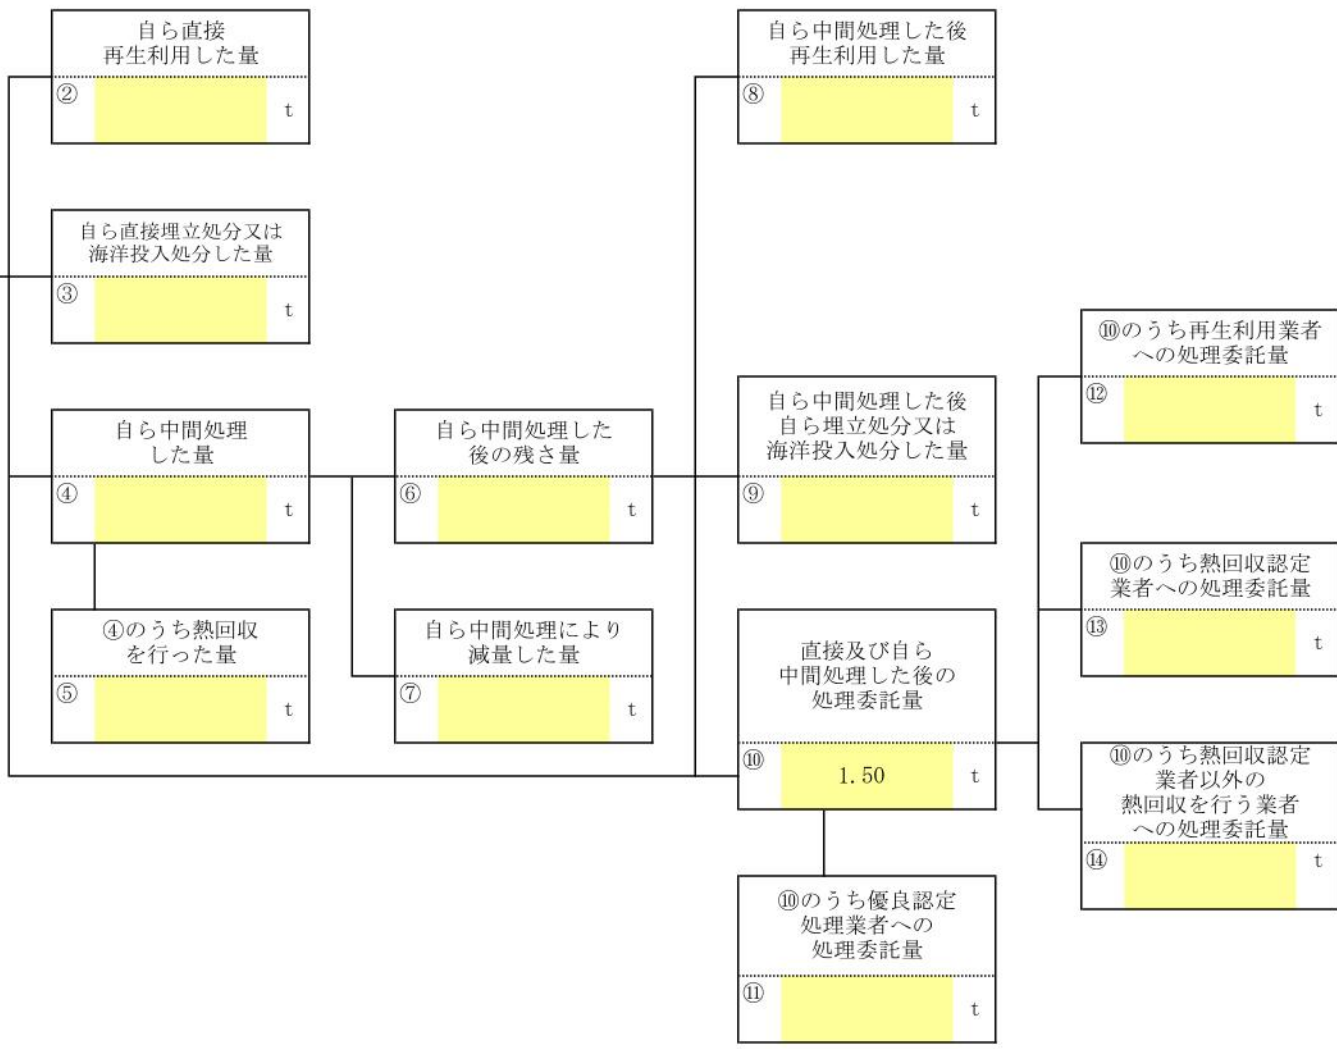 自ら直接
再生利用した量
②
t
自ら中間処理した後
再生利用した量
⑧
t
自ら直接埋立処分又は
海洋投入処分した量
③
t
⑩のうち再生利用業者
への処理委託量
⑫
t
自ら中間処理
した量
④
t
自ら中間処理した
後の残さ量
⑥
t
自ら中間処理した後
自ら埋立処分又は
海洋投入処分した量
⑨
t
⑩のうち熱回収認定
業者への処理委託量
⑬
t
④のうち熱回収
を行った量
⑤
t
自ら中間処理により
減量した量
⑦
t
直接及び自ら
中間処理した後の
処理委託量
⑩
1.50 t
⑩のうち熱回収認定
業者以外の
熱回収を行う業者
への処理委託量
⑭
t
⑩のうち優良認定
処理業者への
処理委託量
⑪
t